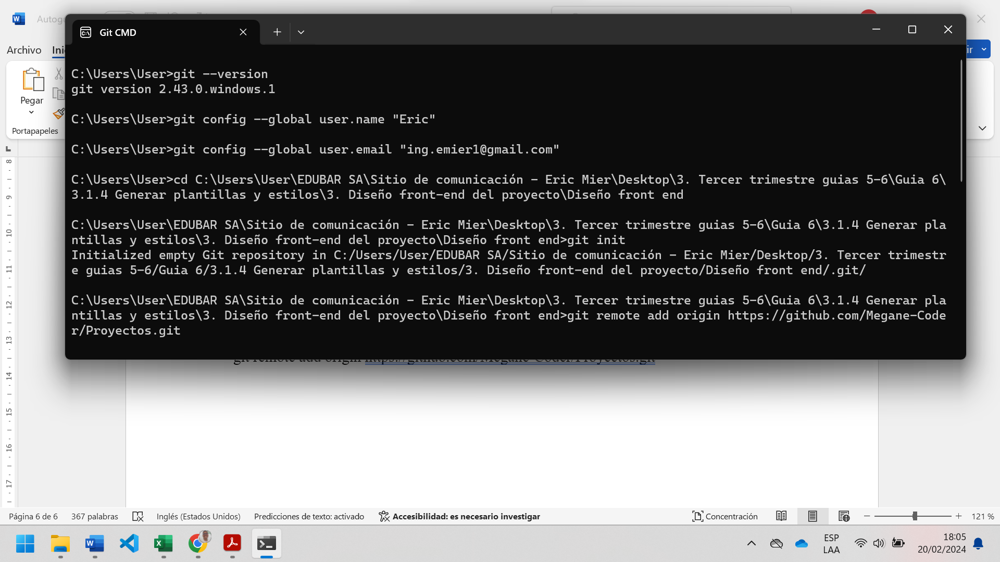 Git CMD
Archivo
Pegar
Portapapeles
C:\Users\User>git --version
git version 2.43.0.windows.1
C:\Users\User>git config --global user.name "Eric"
C:\Users\User>git config --global user.email "ing.emier1@gmail.com"
C:\Users\User>cd C:\Users\User\EDUBAR SA\Sitio de comunicación - Eric Mier\Desktop\3. Tercer trimestre guias 5-6\Guia 6\
3.1.4 Generar plantillas y estilos\3. Diseño front-end del proyecto\Diseño front end
C:\Users\User\EDUBAR SA\Sitio de comunicación - Eric Mier\Desktop\3. Tercer trimestre guias 5-6\Guia 6\3.1.4 Generar pla
ntillas y estilos\3. Diseño front-end del proyecto\Diseño front end>git init
Initialized empty Git repository in C:/Users/User/EDUBAR SA/Sitio de comunicación - Eric Mier/Desktop/3. Tercer trimestr
e guias 5-6/Guia 6/3.1.4 Generar plantillas y estilos/3. Diseño front-end del proyecto/Diseño front end/.git/
C:\Users\User\EDUBAR SA\Sitio de comunicación - Eric Mier\Desktop\3. Tercer trimestre guias 5-6\Guia 6\3.1.4 Generar pla
ntillas y estilos\3. Diseño front-end del proyecto\Diseño front end>git remote add origin https://github.com/Megane-Code
r/Proyectos.git
git remote add origin https://github.com/Megane-Coder/Proyectos.git
8
9
10
11
12
13
14
15
16
17
Página 6 de 6 367 palabras Inglés (Estados Unidos) Predicciones de texto: activado Accesibilidad: es necesario investigar Concentración 121 %
ESP
LAA
18:05
20/02/2024